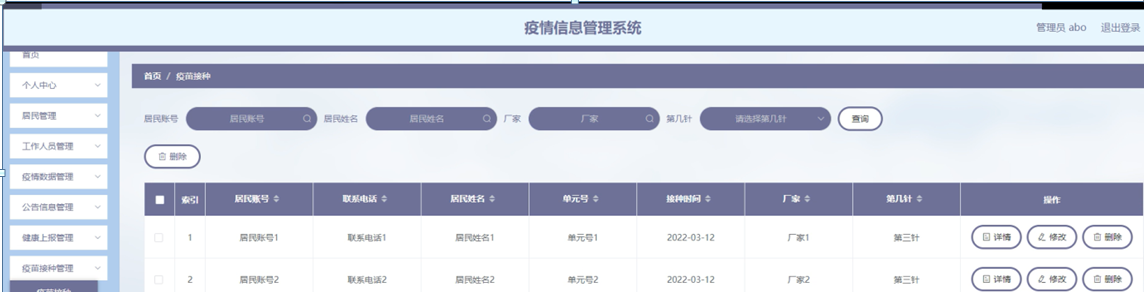 疫情信息管理系统
管理员 abo 退出登录
首页
个人中心
居民管理
工作人员管理
疫情数据管理
公告信息管理
健康上报管理
疫苗接种管理
疫苗接种
首页 / 疫苗接种
居民账号 居民账号 居民姓名 居民姓名 厂家 厂家 第几针 请选择第几针 查询
删除
索引 居民账号 联系电话 居民姓名 单元号 接种时间 厂家 第几针 操作
1 居民账号1 联系电话1 居民姓名1 单元号1 2022-03-12 厂家1 第三针 详情 修改 删除
2 居民账号2 联系电话2 居民姓名2 单元号2 2022-03-12 厂家2 第三针 详情 修改 删除